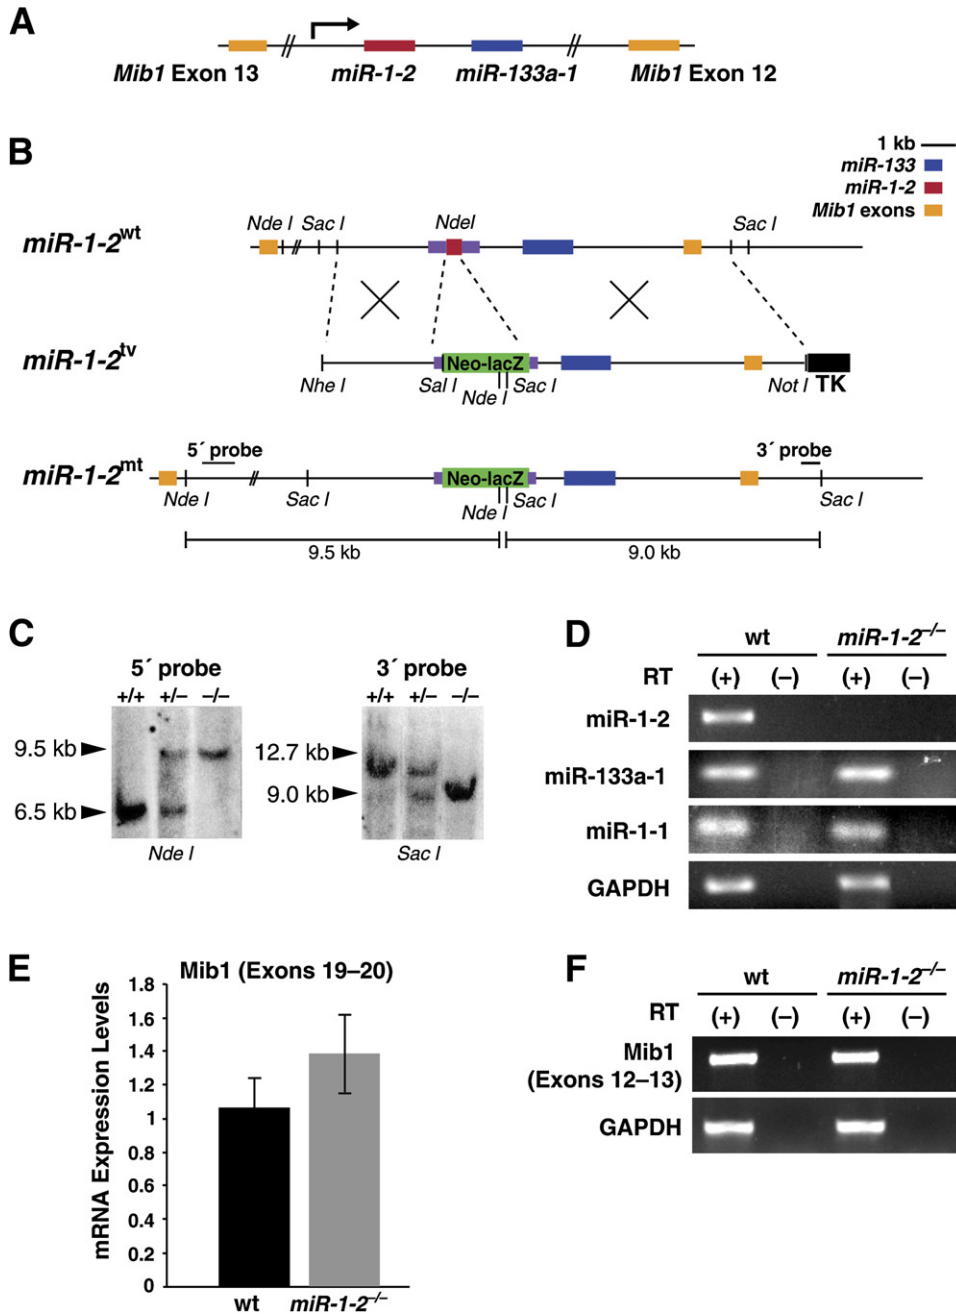 A
Mib1 Exon 13
miR-1-2
miR-133a-1
Mib1 Exon 12
B
1 kb
miR-133
miR-1-2
Mib1 exons
miR-1-2wt
Nde I
Sac I
NdeI
Sac I
miR-1-2tv
Neo-lacZ
Nhe I
Sal I
Nde I
Sac I
Not I
TK
miR-1-2mt
5´ probe
3´ probe
Neo-lacZ
Nde I
Sac I
Nde I
Sac I
Sac I
9.5 kb
9.0 kb
C
5´ probe
+/+ +/– –/–
9.5 kb
6.5 kb
Nde I
3´ probe
+/+ +/– –/–
12.7 kb
9.0 kb
Sac I
D
wt miR-1-2–/–
RT (+) (–) (+) (–)
miR-1-2
miR-133a-1
miR-1-1
GAPDH
E
Mib1 (Exons 19–20)
mRNA Expression Levels
1.8
1.6
1.4
1.2
1
0.8
0.6
0.4
0.2
0
wt miR-1-2–/–
F
wt miR-1-2–/–
RT (+) (–) (+) (–)
Mib1
(Exons 12–13)
GAPDH